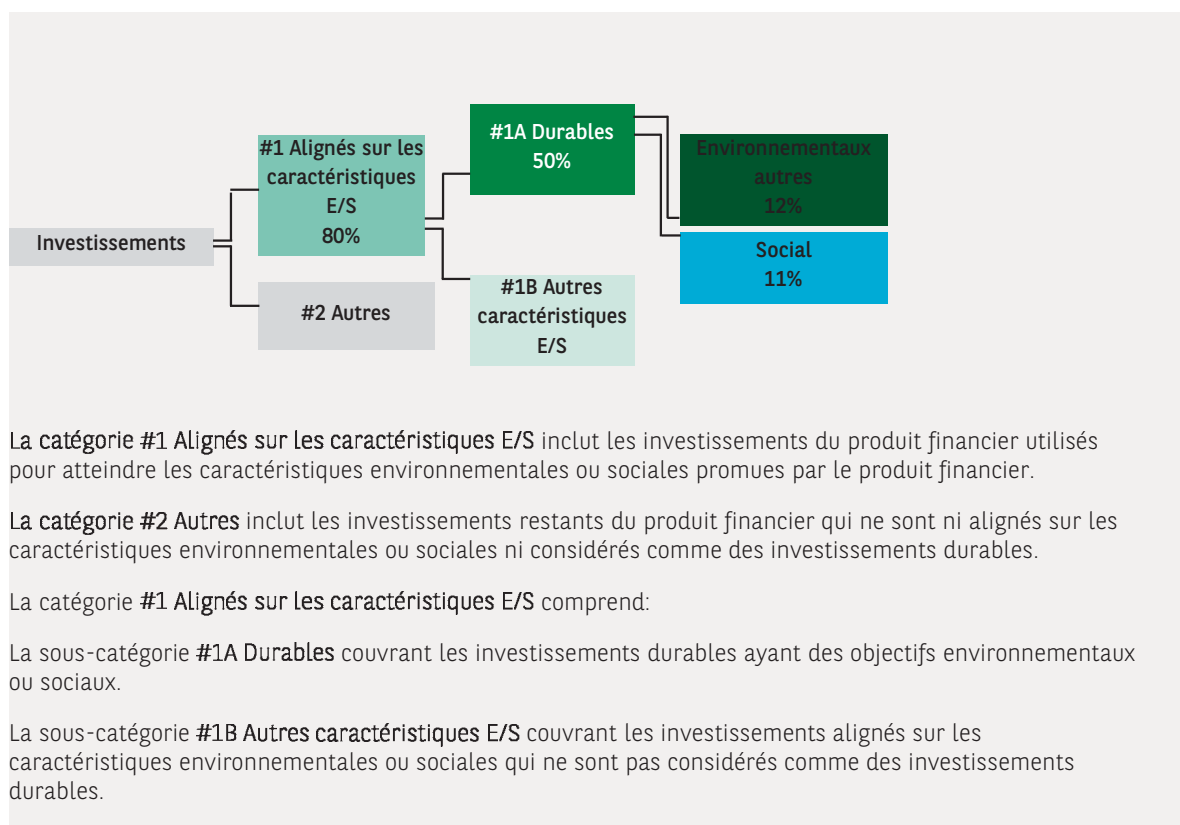 #1 Alignés sur les
caractéristiques
E/S
80%
#1A Durables
50%
Environnementaux
autres
12%
Investissements
Social
11%
#2 Autres
#1B Autres
caractéristiques
E/S
La catégorie #1 Alignés sur les caractéristiques E/S inclut les investissements du produit financier utilisés
pour atteindre les caractéristiques environnementales ou sociales promues par le produit financier.
La catégorie #2 Autres inclut les investissements restants du produit financier qui ne sont ni alignés sur les
caractéristiques environnementales ou sociales ni considérés comme des investissements durables.
La catégorie #1 Alignés sur les caractéristiques E/S comprend:
La sous-catégorie #1A Durables couvrant les investissements durables ayant des objectifs environnementaux
ou sociaux.
La sous-catégorie #1B Autres caractéristiques E/S couvrant les investissements alignés sur les
caractéristiques environnementales ou sociales qui ne sont pas considérés comme des investissements
durables.